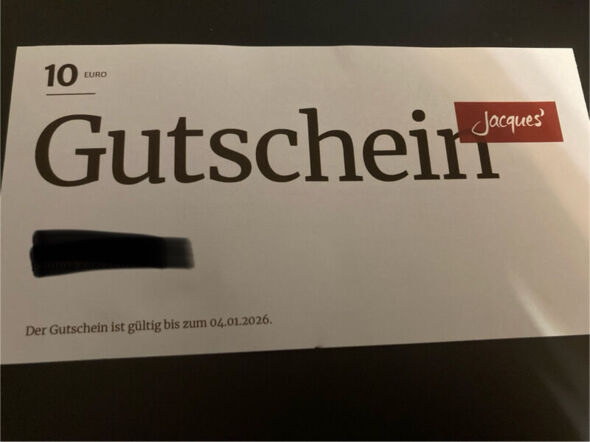 10 EURO
Gutschein
Jacques'
Der Gutschein ist gültig bis zum 04.01.2026.